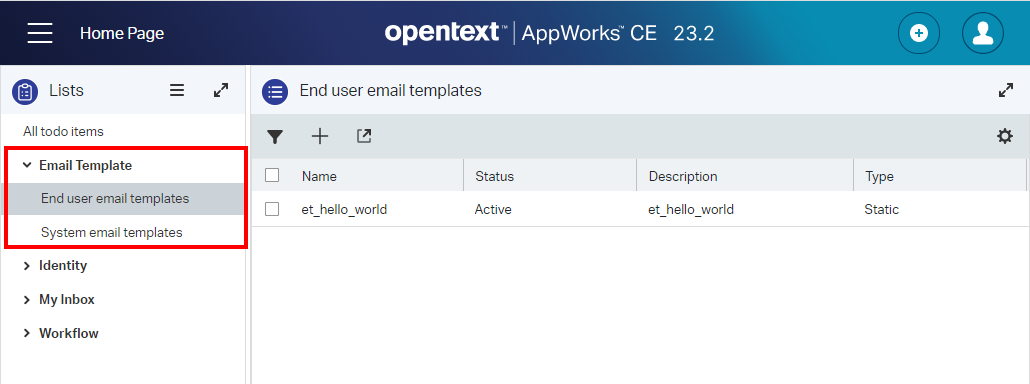 Home Page
opentext™ | AppWorks™ CE 23.2
Lists
End user email templates
All todo items
Email Template
End user email templates
System email templates
Identity
My Inbox
Workflow
Name Status Description Type
et_hello_world Active et_hello_world Static